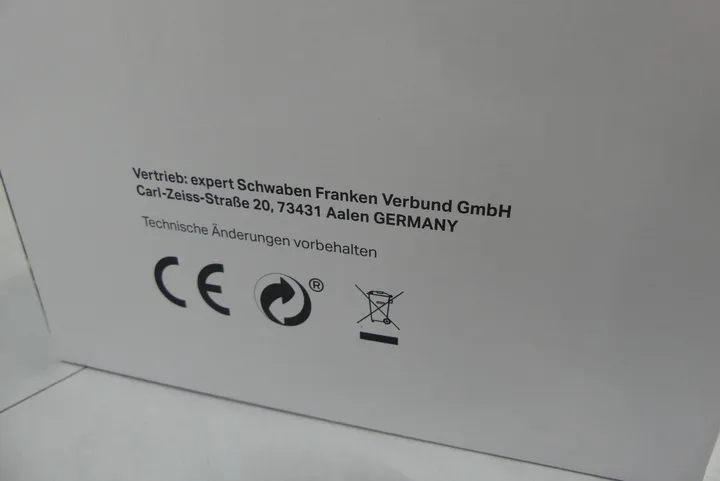 Vertrieb: expert Schwaben Franken Verbund GmbH
Carl-Zeiss-Straße 20, 73431 Aalen GERMANY
Technische Änderungen vorbehalten
CE ®